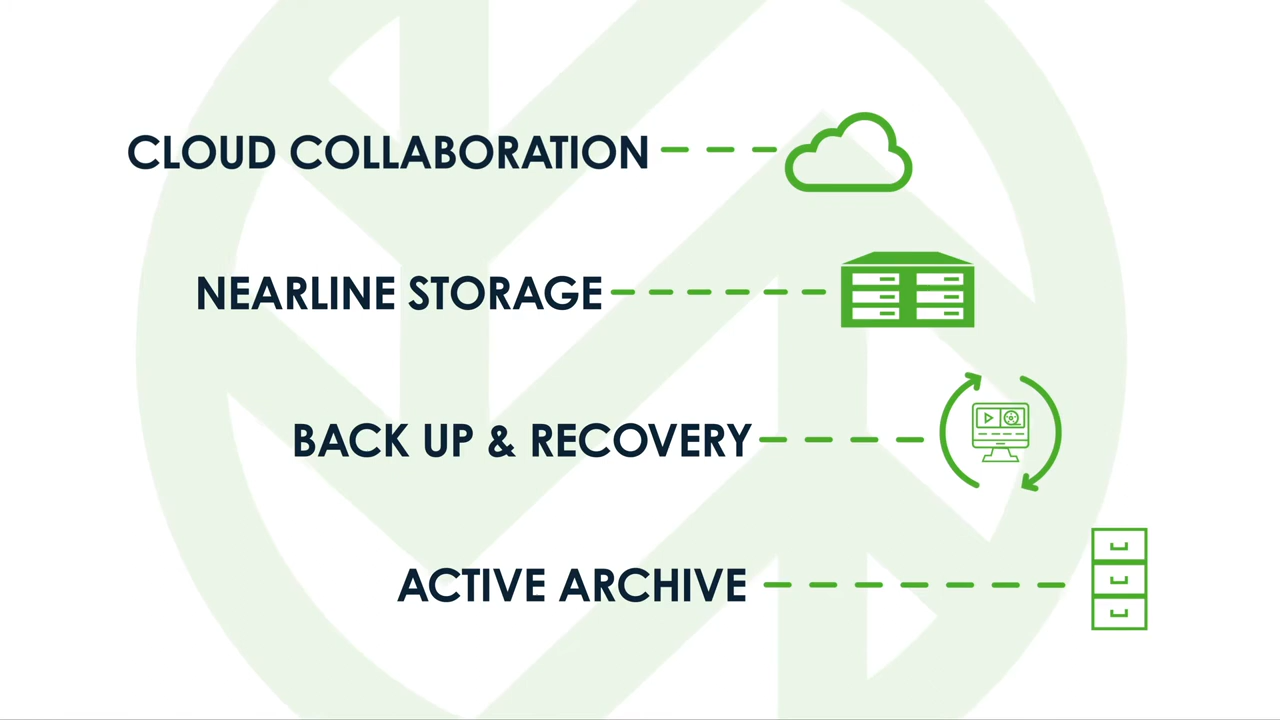 CLOUD COLLABORATION
NEARLINE STORAGE
BACK UP & RECOVERY
ACTIVE ARCHIVE